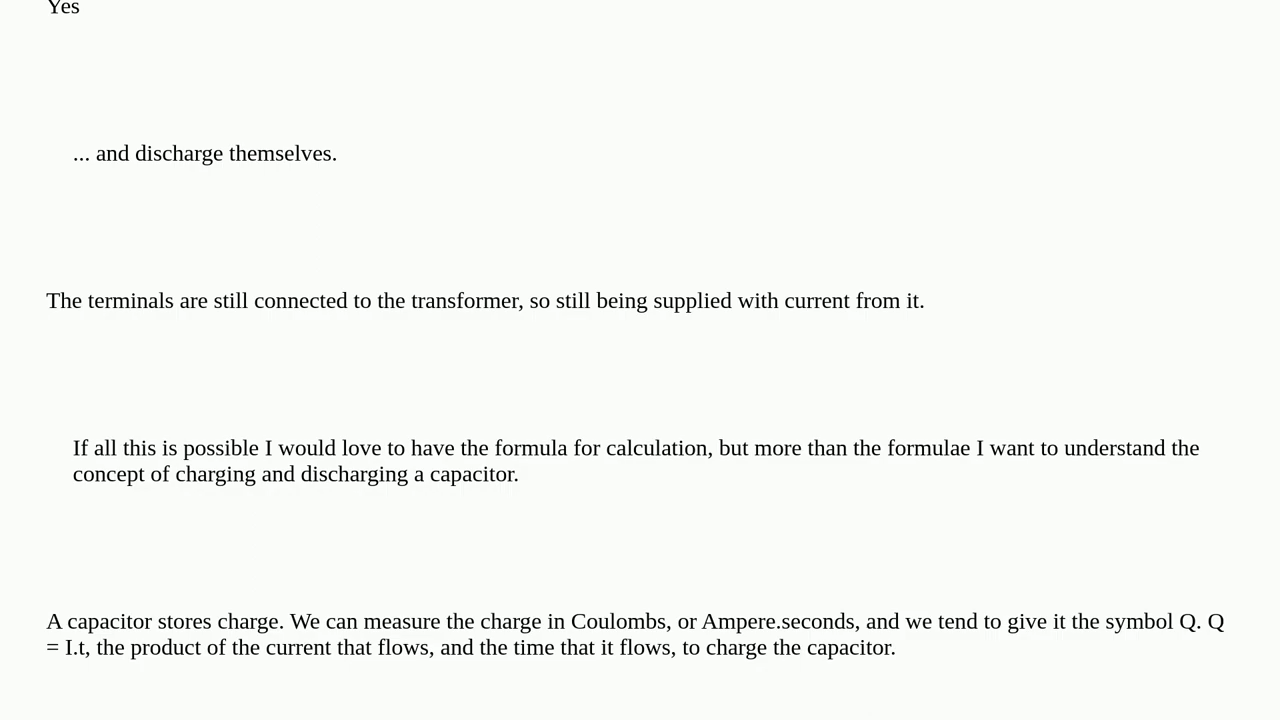 Yes
... and discharge themselves.
The terminals are still connected to the transformer, so still being supplied with current from it.
If all this is possible I would love to have the formula for calculation, but more than the formulae I want to understand the
concept of charging and discharging a capacitor.
A capacitor stores charge. We can measure the charge in Coulombs, or Ampere.seconds, and we tend to give it the symbol Q. Q
= I.t, the product of the current that flows, and the time that it flows, to charge the capacitor.